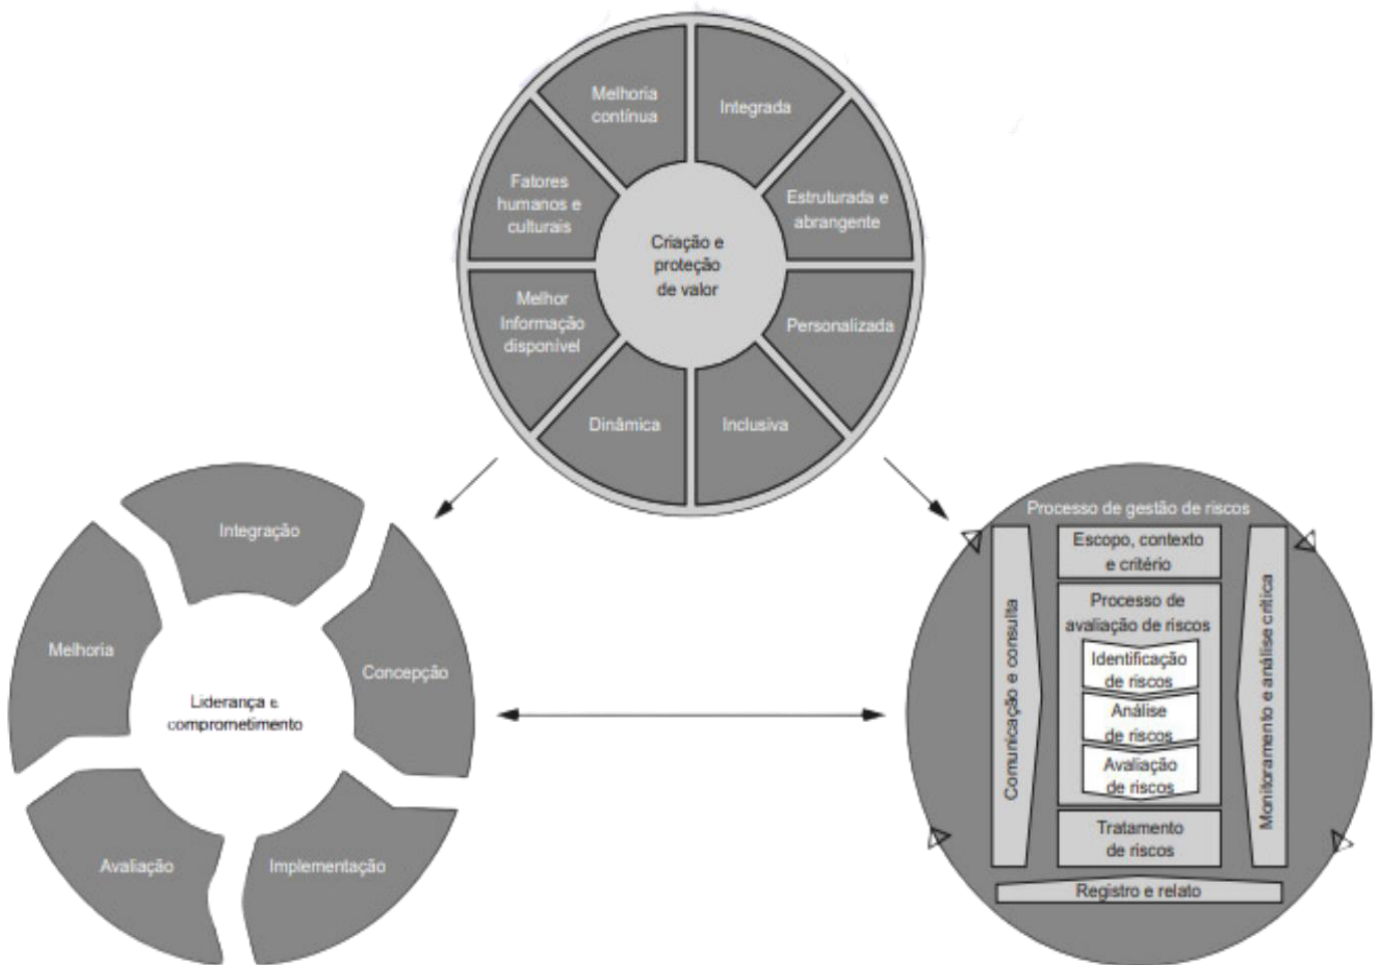 Melhoria
contínua
Integrada
Fatores
humanos e
culturais
Estruturada e
abrangente
Criação e
proteção
de valor
Melhor
Informação
disponível
Personalizada
Dinâmica
Inclusiva
Integração
Melhoria
Concepção
Liderança e
comprometimento
Avaliação
Implementação
Processo de gestão de riscos
Escopo, contexto
e critério
Processo de
avaliação de riscos
Identificação
de riscos
Análise
de riscos
Avaliação
de riscos
Comunicação e consulta
Monitoramento e análise crítica
Tratamento
de riscos
Registro e relato